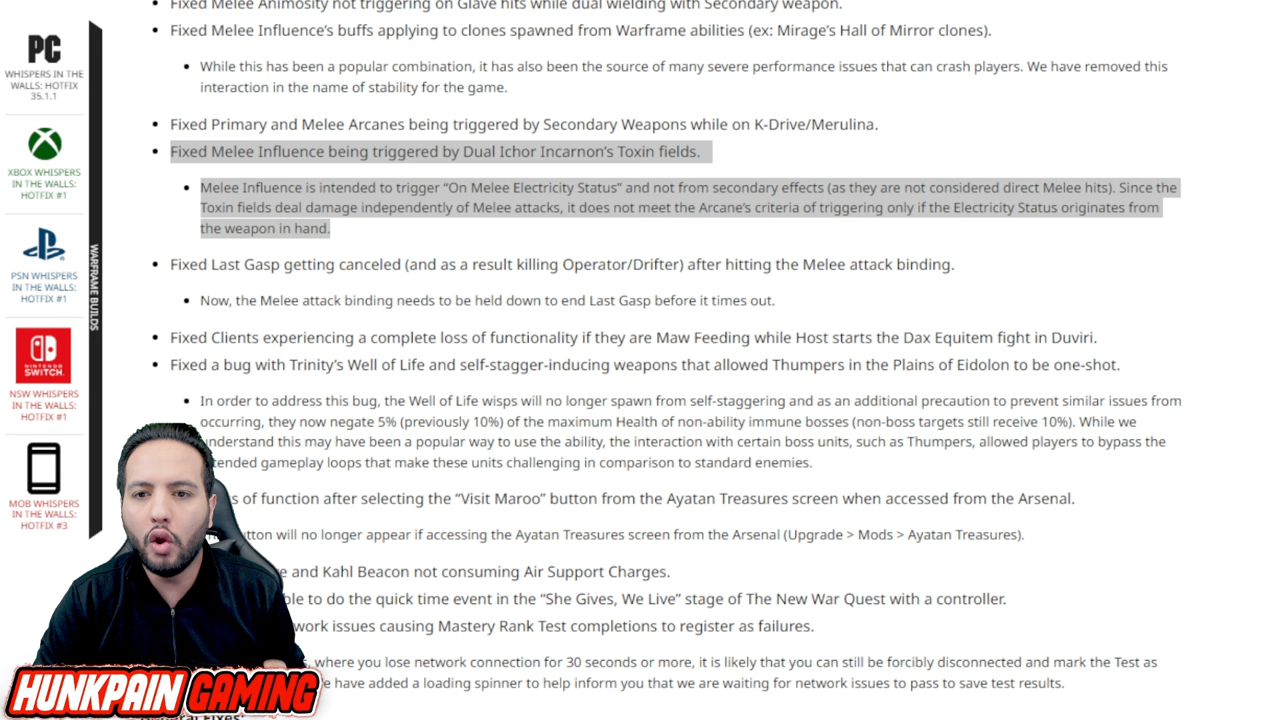 Fixed Melee Animosity not triggering on Glave hits while dual wielding with Secondary weapon.
Fixed Melee Influence's buffs applying to clones spawned from Warframe abilities (ex: Mirage's Hall of Mirror clones).
While this has been a popular combination, it has also been the source of many severe performance issues that can crash players. We have removed this
interaction in the name of stability for the game.
Fixed Primary and Melee Arcanes being triggered by Secondary Weapons while on K-Drive/Merulina.
Fixed Melee Influence being triggered by Dual Ichor Incarnon's Toxin fields.
Melee Influence is intended to trigger “On Melee Electricity Status” and not from secondary effects (as they are not considered direct Melee hits). Since the
Toxin fields deal damage independently of Melee attacks, it does not meet the Arcane's criteria of triggering only if the Electricity Status originates from
the weapon in hand.
Fixed Last Gasp getting canceled (and as a result killing Operator/Drifter) after hitting the Melee attack binding.
Now, the Melee attack binding needs to be held down to end Last Gasp before it times out.
Fixed Clients experiencing a complete loss of functionality if they are Maw Feeding while Host starts the Dax Equitem fight in Duviri.
Fixed a bug with Trinity's Well of Life and self-stagger-inducing weapons that allowed Thumpers in the Plains of Eidolon to be one-shot.
In order to address this bug, the Well of Life wisps will no longer spawn from self-staggering and as an additional precaution to prevent similar issues from
occurring, they now negate 5% (previously 10%) of the maximum Health of non-ability immune bosses (non-boss targets still receive 10%). While we
understand this may have been a popular way to use the ability, the interaction with certain boss units, such as Thumpers, allowed players to bypass the
tended gameplay loops that make these units challenging in comparison to standard enemies.
s of function after selecting the “Visit Maroo” button from the Ayatan Treasures screen when accessed from the Arsenal.
utton will no longer appear if accessing the Ayatan Treasures screen from the Arsenal (Upgrade > Mods > Ayatan Treasures).
e and Kahl Beacon not consuming Air Support Charges.
ble to do the quick time event in the “She Gives, We Live” stage of The New War Quest with a controller.
work issues causing Mastery Rank Test completions to register as failures.
, where you lose network connection for 30 seconds or more, it is likely that you can still be forcibly disconnected and mark the Test as
e have added a loading spinner to help inform you that we are waiting for network issues to pass to save test results.
General Fixes:
PC
WHISPERS IN THE
WALLS: HOTFIX
35.1.1
XBOX WHISPERS
IN THE WALLS:
HOTFIX #1
PSN WHISPERS
IN THE WALLS:
HOTFIX #1
NINTENDO
SWITCH.
NSW WHISPERS
IN THE WALLS:
HOTFIX #1
MOB WHISPERS
IN THE WALLS:
HOTFIX #3
WARFRAME BUILDS
HUNKPAIN GAMING